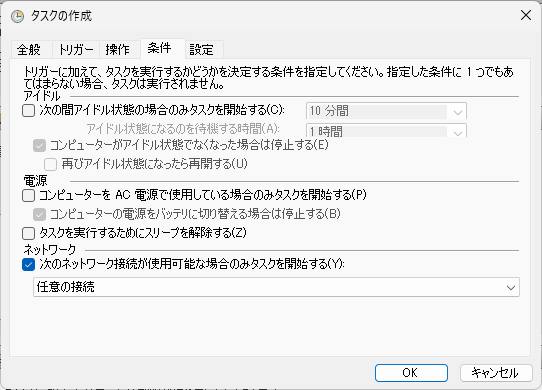 タスクの作成
全般 トリガー 操作 条件 設定
トリガーに加えて、タスクを実行するかどうかを決定する条件を指定してください。指定した条件に 1 つでもあ
てはまらない場合、タスクは実行されません。
アイドル
次の間アイドル状態の場合のみタスクを開始する(C): 10 分間
アイドル状態になるのを待機する時間(A): 1 時間
コンピューターがアイドル状態でなくなった場合は停止する(E)
再びアイドル状態になったら再開する(U)
電源
コンピューターを AC 電源で使用している場合のみタスクを開始する(P)
コンピューターの電源をバッテリに切り替える場合は停止する(B)
タスクを実行するためにスリープを解除する(Z)
ネットワーク
次のネットワーク接続が使用可能な場合のみタスクを開始する(Y):
任意の接続
OK キャンセル